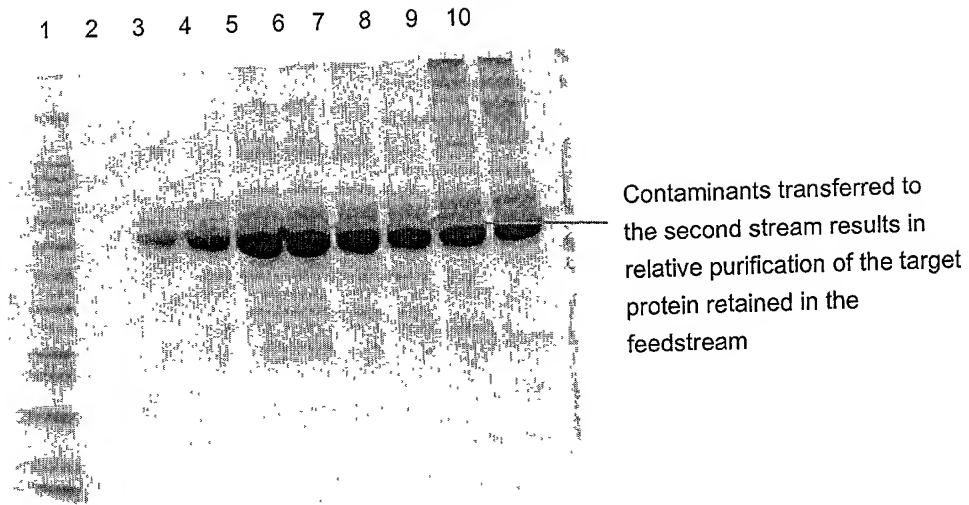 1 2 3 4 5 6 7 8 9 10
Contaminants transferred to
the second stream results in
relative purification of the target
protein retained in the
feedstream